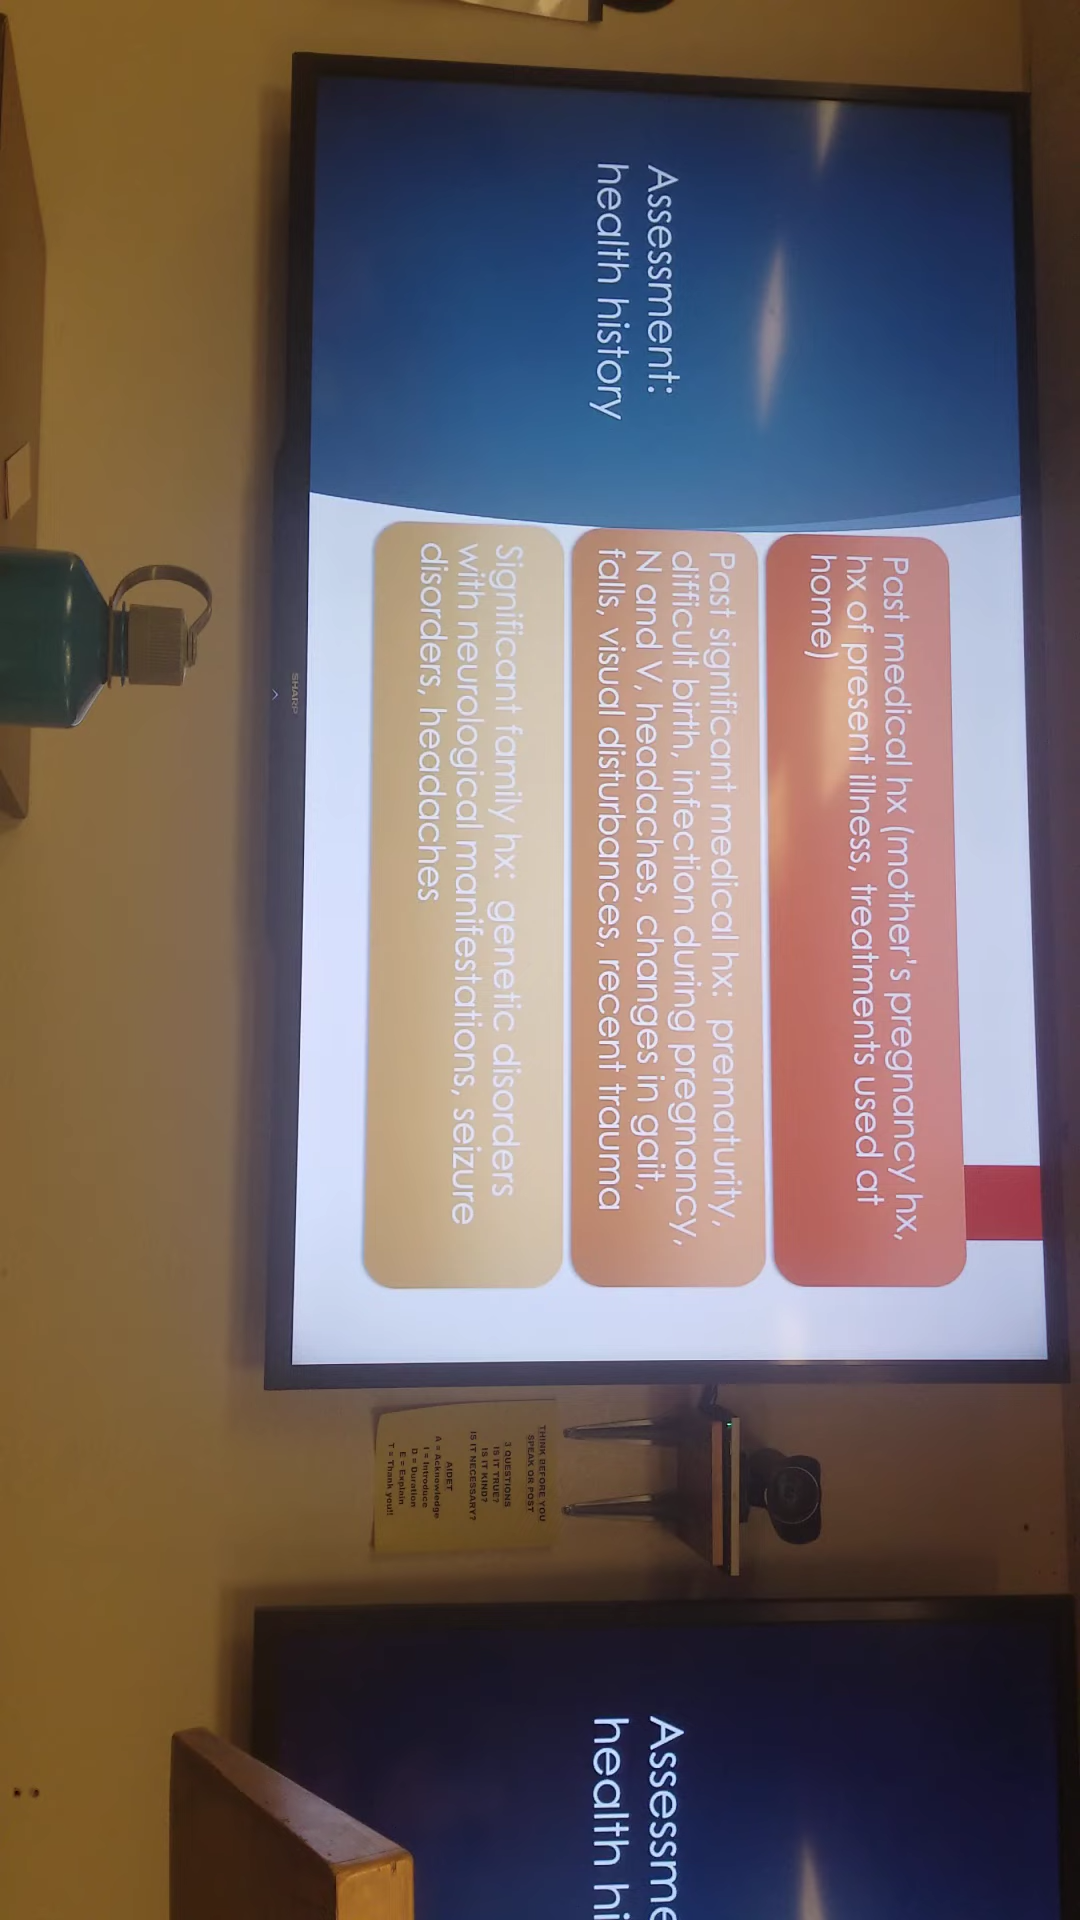 Assessment:
health history
Past medical hx (mother's pregnancy hx,
hx of present illness, treatments used at
home)
Past significant medical hx:  prematurity,
difficult birth, infection during pregnancy,
N and V, headaches, changes in gait,
falls, visual disturbances, recent trauma
Significant family hx:  genetic disorders
with neurological manifestations, seizure
disorders, headaches
SHARP
THINK BEFORE YOU
SPEAK OR POST
3 QUESTIONS
IS IT TRUE?
IS IT KIND?
IS IT NECESSARY?
AIDET
A = Acknowledge
I = Introduce
D = Duration
E = Explain
T = Thank you!!
Assessme
health hi